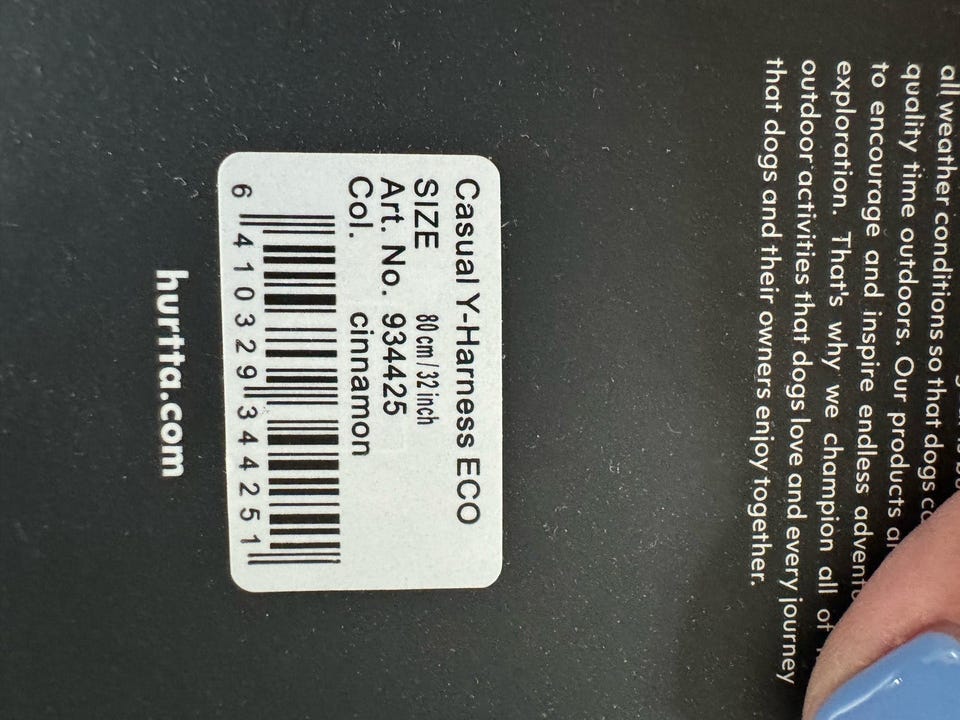 all weather conditions so that dogs
quality time outdoors. Our products
to encourage and inspire endless
exploration. That's why we champion all of
outdoor activities that dogs love and every journey
that dogs and their owners enjoy together.
Casual Y-Harness ECO
SIZE 80 cm / 32 inch
Art. No. 934425
Col. cinnamon
6 410329 344251
hurtta.com